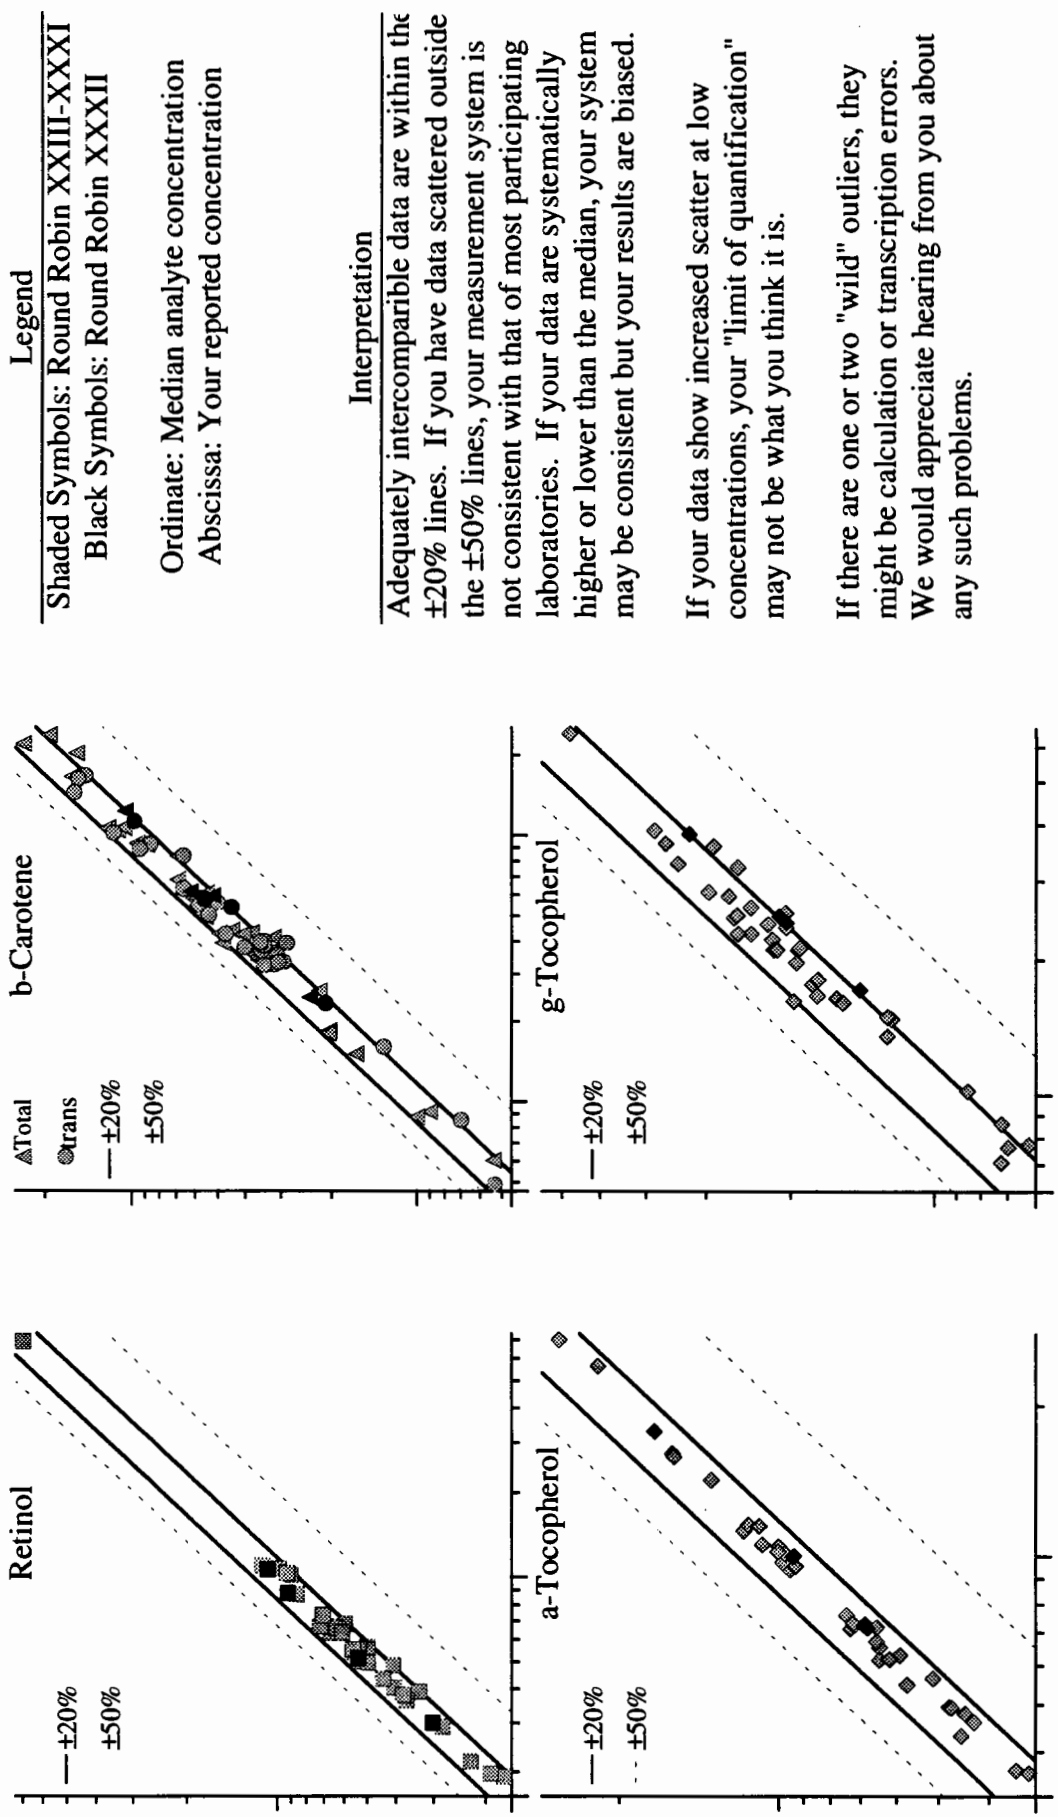 Retinol
±20%
±50%
b-Carotene
Total
trans
±20%
±50%
Legend
Shaded Symbols: Round Robin XXIII-XXXI
Black Symbols: Round Robin XXXII
Ordinate: Median analyte concentration
Abscissa: Your reported concentration
a-Tocopherol
±20%
±50%
g-Tocopherol
±20%
±50%
Interpretation
Adequately intercomparible data are within the
±20% lines. If you have data scattered outside
the ±50% lines, your measurement system is
not consistent with that of most participating
laboratories. If your data are systematically
higher or lower than the median, your system
may be consistent but your results are biased.
If your data show increased scatter at low
concentrations, your "limit of quantification"
may not be what you think it is.
If there are one or two "wild" outliers, they
might be calculation or transcription errors.
We would appreciate hearing from you about
any such problems.